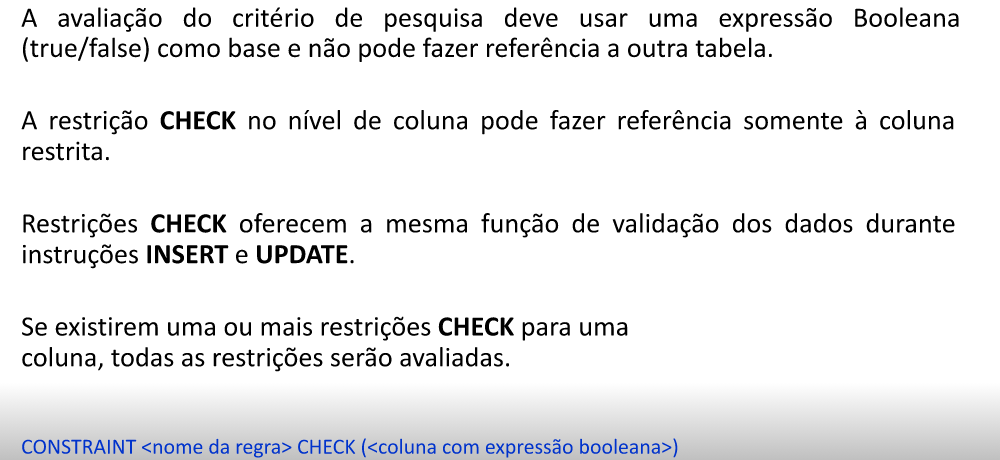 A avaliação do critério de pesquisa deve usar uma expressão Booleana
(true/false) como base e não pode fazer referência a outra tabela.
A restrição CHECK no nível de coluna pode fazer referência somente à coluna
restrita.
Restrições CHECK oferecem a mesma função de validação dos dados durante
instruções INSERT e UPDATE.
Se existirem uma ou mais restrições CHECK para uma
coluna, todas as restrições serão avaliadas.
CONSTRAINT <nome da regra> CHECK (<coluna com expressão booleana>)